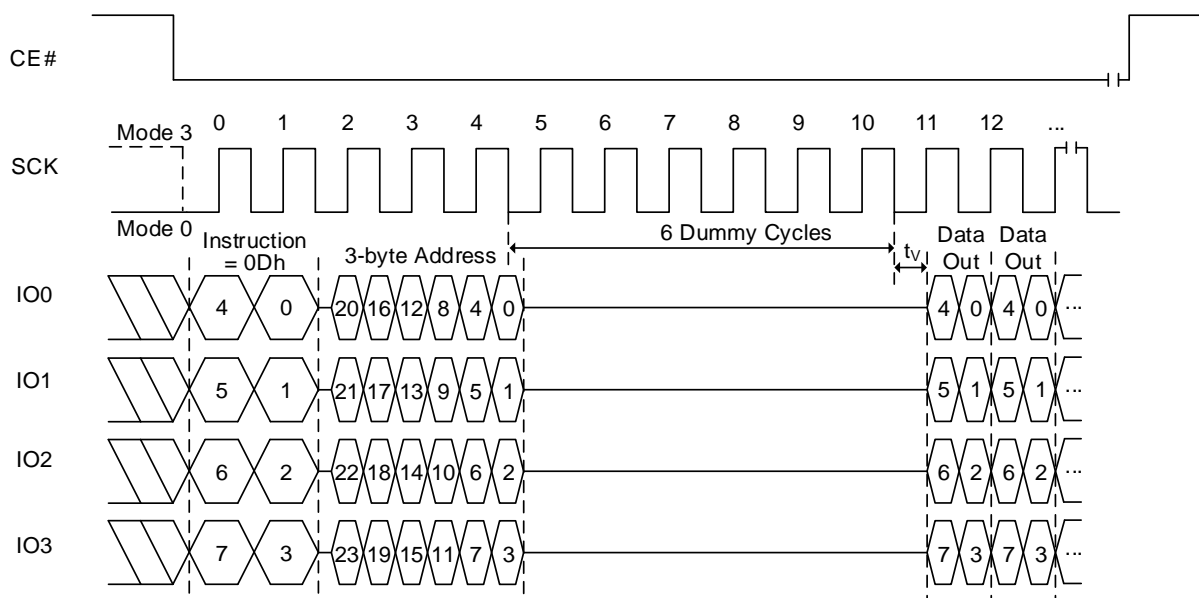 CE#
0 1 2 3 4 5 6 7 8 9 10 11 12 ...
Mode 3
SCK
Mode 0
Instruction
= 0Dh
3-byte Address
6 Dummy Cycles
tV
Data
Out
Data
Out
IO0
4 0 20 16 12 8 4 0 4 0 4 0 ...
IO1
5 1 21 17 13 9 5 1 5 1 5 1 ...
IO2
6 2 22 18 14 10 6 2 6 2 6 2 ...
IO3
7 3 23 19 15 11 7 3 7 3 7 3 ...